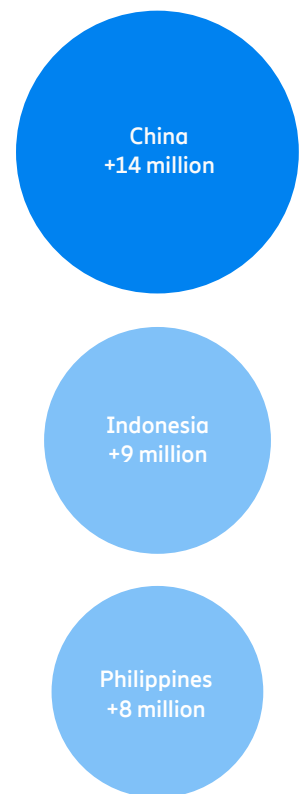 China
+14 million
Indonesia
+9 million
Philippines
+8 million